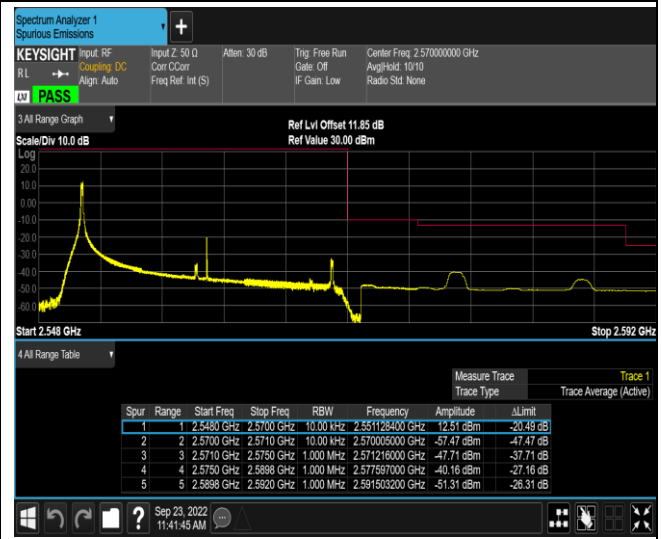 Spectrum Analyzer 1
Spurious Emissions
+
KEYSIGHT Input: RF Input Z: 50 Ω Atten: 30 dB Trig: Free Run Center Freq: 2.570000000 GHz
RL Coupling: DC Corr CCorr Gate: Off Avg|Hold: 10/10
Align: Auto Freq Ref: Int (S) IF Gain: Low Radio Std: None
LXI PASS
3 All Range Graph
Ref Lvl Offset 11.85 dB
Scale/Div 10.0 dB Ref Value 30.00 dBm
Log
20.0
10.0
0.00
-10.0
-20.0
-30.0
-40.0
-50.0
-60.0
Start 2.548 GHz Stop 2.592 GHz
4 All Range Table
Measure Trace Trace 1
Trace Type Trace Average (Active)
Spur Range Start Freq Stop Freq RBW Frequency Amplitude ΔLimit
1 1 2.5480 GHz 2.5700 GHz 10.00 kHz 2.551128400 GHz 12.51 dBm -20.49 dB
2 2 2.5700 GHz 2.5710 GHz 10.00 kHz 2.570005000 GHz -57.47 dBm -47.47 dB
3 3 2.5710 GHz 2.5750 GHz 1.000 MHz 2.571216000 GHz -47.71 dBm -37.71 dB
4 4 2.5750 GHz 2.5898 GHz 1.000 MHz 2.577597000 GHz -40.16 dBm -27.16 dB
5 5 2.5898 GHz 2.5920 GHz 1.000 MHz 2.591503200 GHz -51.31 dBm -26.31 dB
? Sep 23, 2022
11:41:45 AM